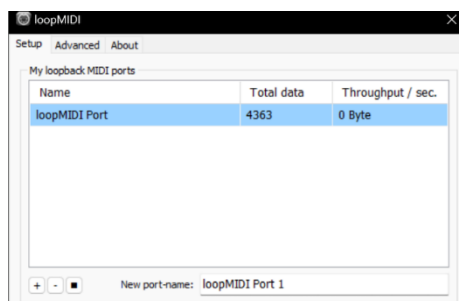 loopMIDI
Setup Advanced About
My loopback MIDI ports
Name Total data Throughput / sec.
loopMIDI Port 4363 0 Byte
+ - New port-name: loopMIDI Port 1